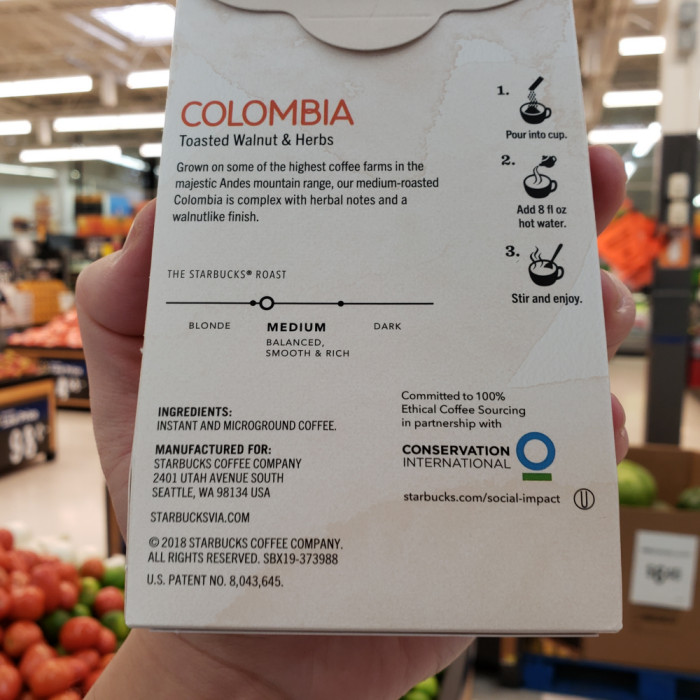 COLOMBIA
Toasted Walnut & Herbs
Grown on some of the highest coffee farms in the
majestic Andes mountain range, our medium-roasted
Colombia is complex with herbal notes and a
walnutlike finish.
1.
Pour into cup.
2.
Add 8 fl oz
hot water.
3.
Stir and enjoy.
THE STARBUCKS® ROAST
BLONDE
MEDIUM
DARK
BALANCED,
SMOOTH & RICH
INGREDIENTS:
INSTANT AND MICROGROUND COFFEE.
MANUFACTURED FOR:
STARBUCKS COFFEE COMPANY
2401 UTAH AVENUE SOUTH
SEATTLE, WA 98134 USA
STARBUCKSVIA.COM
© 2018 STARBUCKS COFFEE COMPANY.
ALL RIGHTS RESERVED. SBX19-373988
U.S. PATENT NO. 8,043,645.
Committed to 100%
Ethical Coffee Sourcing
in partnership with
CONSERVATION
INTERNATIONAL
starbucks.com/social-impact
U